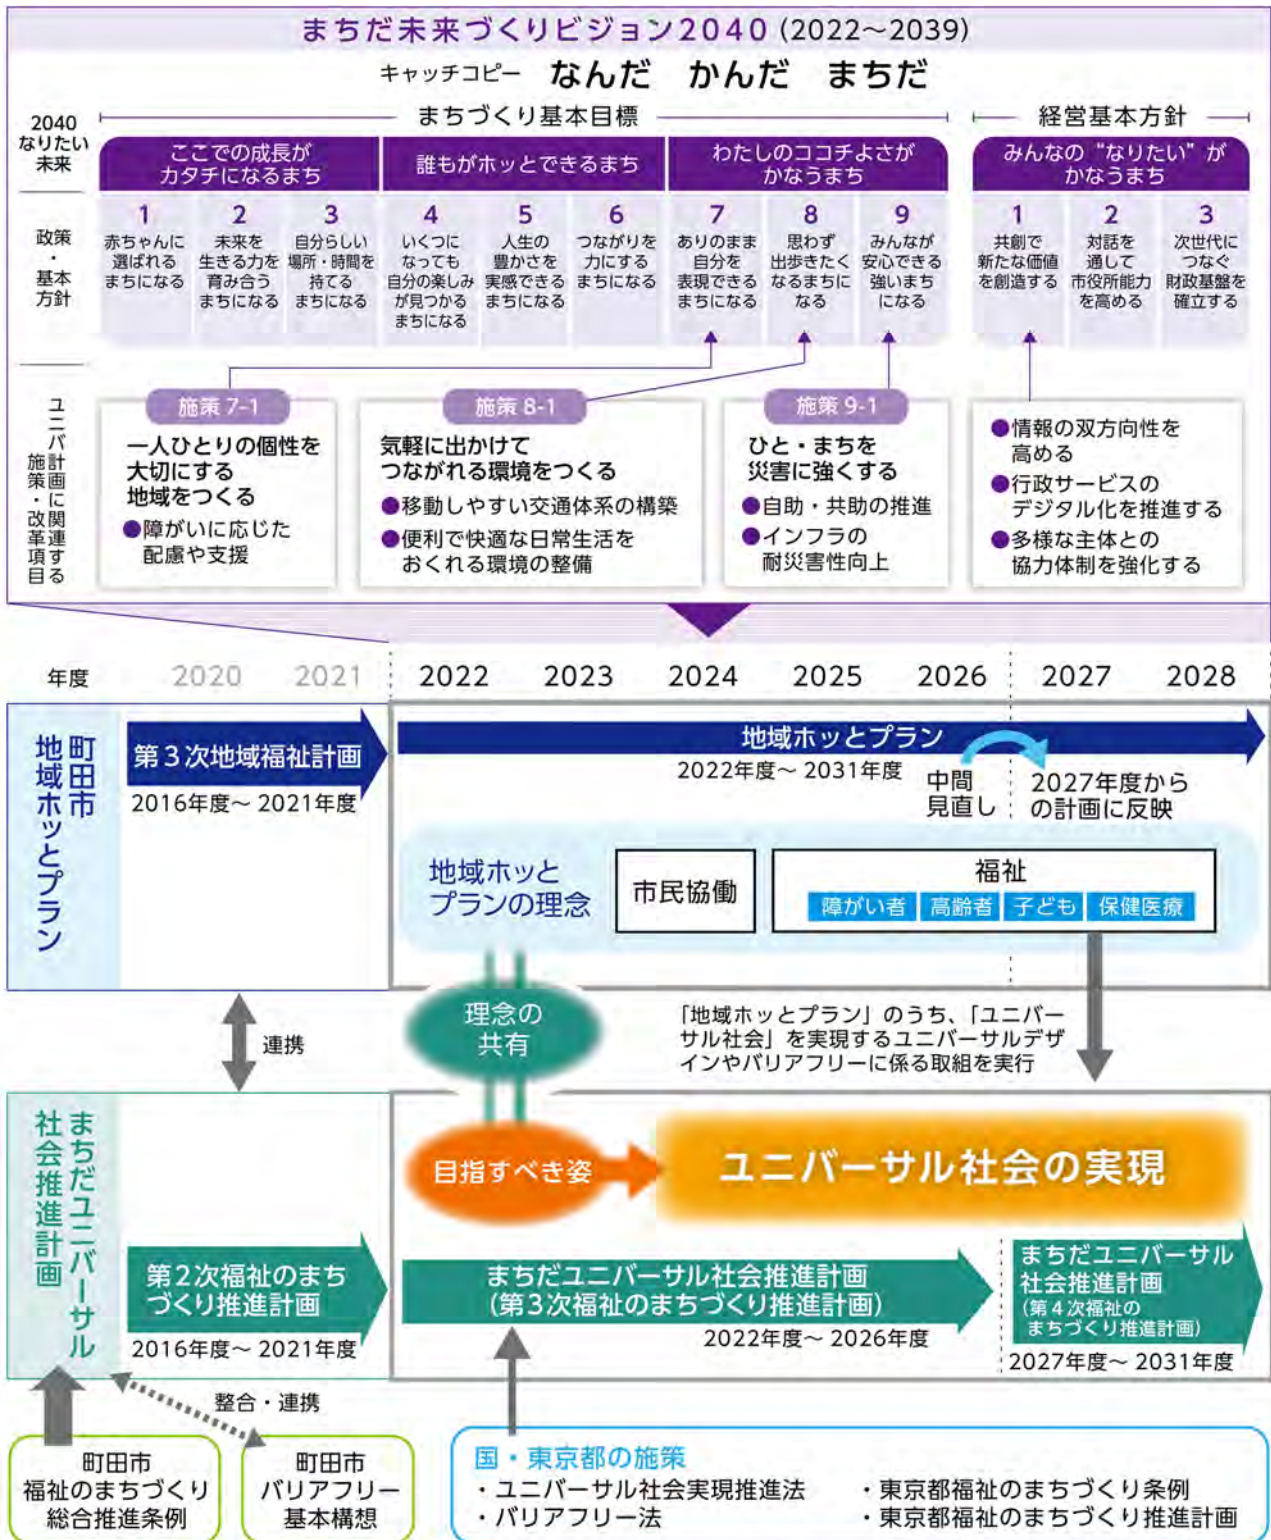 まちだ未来づくりビジョン2040 (2022～2039)
キャッチコピー なんだ かんだ まちだ
まちづくり基本目標
経営基本方針
2040
なりたい
未来
ここでの成長が
カタチになるまち
誰もがホッとできるまち
わたしのココチよさが
かなうまち
みんなの“なりたい”が
かなうまち
政策
・
基本
方針
1
赤ちゃんに
選ばれる
まちになる
2
未来を
生きる力を
育み合う
まちになる
3
自分らしい
場所・時間を
持てる
まちになる
4
いくつに
なっても
自分の楽しみ
が見つかる
まちになる
5
人生の
豊かさを
実感できる
まちになる
6
つながりを
力にする
まちになる
7
ありのまま
自分を
表現できる
まちになる
8
思わず
出歩きたく
なるまちに
なる
9
みんなが
安心できる
強いまち
になる
1
共創で
新たな価値
を創造する
2
対話を
通して
市役所能力
を高める
3
次世代に
つなぐ
財政基盤を
確立する
ユニバ計画に関連する
施策・改革項目
施策 7-1
一人ひとりの個性を
大切にする
地域をつくる
●障がいに応じた
配慮や支援
施策 8-1
気軽に出かけて
つながれる環境をつくる
●移動しやすい交通体系の構築
●便利で快適な日常生活を
おくれる環境の整備
施策 9-1
ひと・まちを
災害に強くする
●自助・共助の推進
●インフラの
耐災害性向上
●情報の双方向性を
高める
●行政サービスの
デジタル化を推進する
●多様な主体との
協力体制を強化する
年度 2020 2021 2022 2023 2024 2025 2026 2027 2028
町田市
地域ホッとプラン
第3次地域福祉計画
2016年度～2021年度
地域ホッとプラン
2022年度～2031年度
中間
見直し
2027年度から
の計画に反映
地域ホッと
プランの理念
市民協働
福祉
障がい者 高齢者 子ども 保健医療
連携
理念の
共有
「地域ホッとプラン」のうち、「ユニバー
サル社会」を実現するユニバーサルデザ
インやバリアフリーに係る取組を実行
まちだユニバーサル
社会推進計画
目指すべき姿
ユニバーサル社会の実現
第2次福祉のまち
づくり推進計画
2016年度～2021年度
まちだユニバーサル社会推進計画
(第3次福祉のまちづくり推進計画)
2022年度～2026年度
まちだユニバーサル
社会推進計画
(第4次福祉の
まちづくり推進計画)
2027年度～2031年度
整合・連携
町田市
福祉のまちづくり
総合推進条例
町田市
バリアフリー
基本構想
国・東京都の施策
・ユニバーサル社会実現推進法
・バリアフリー法
・東京都福祉のまちづくり条例
・東京都福祉のまちづくり推進計画